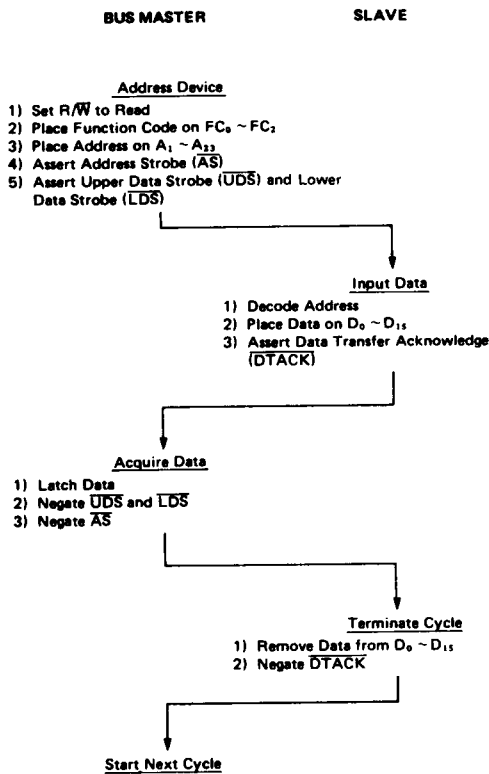 BUS MASTER SLAVE
Address Device
1) Set R/W̅ to Read
2) Place Function Code on FC₀ ~ FC₂
3) Place Address on A₁ ~ A₂₃
4) Assert Address Strobe (A̅S̅)
5) Assert Upper Data Strobe (U̅D̅S̅) and Lower
Data Strobe (L̅D̅S̅)
Input Data
1) Decode Address
2) Place Data on D₀ ~ D₁₅
3) Assert Data Transfer Acknowledge
(D̅T̅A̅C̅K̅)
Acquire Data
1) Latch Data
2) Negate U̅D̅S̅ and L̅D̅S̅
3) Negate A̅S̅
Terminate Cycle
1) Remove Data from D₀ ~ D₁₅
2) Negate D̅T̅A̅C̅K̅
Start Next Cycle